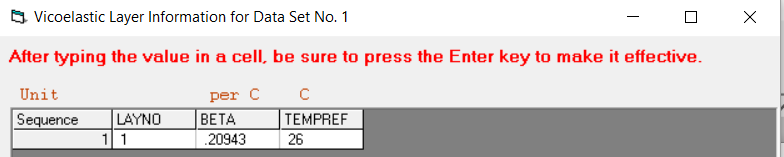 Vicoelastic Layer Information for Data Set No. 1
After typing the value in a cell, be sure to press the Enter key to make it effective.
Unit per C C
Sequence LAYNO BETA TEMPREF
1 1 .20943 26